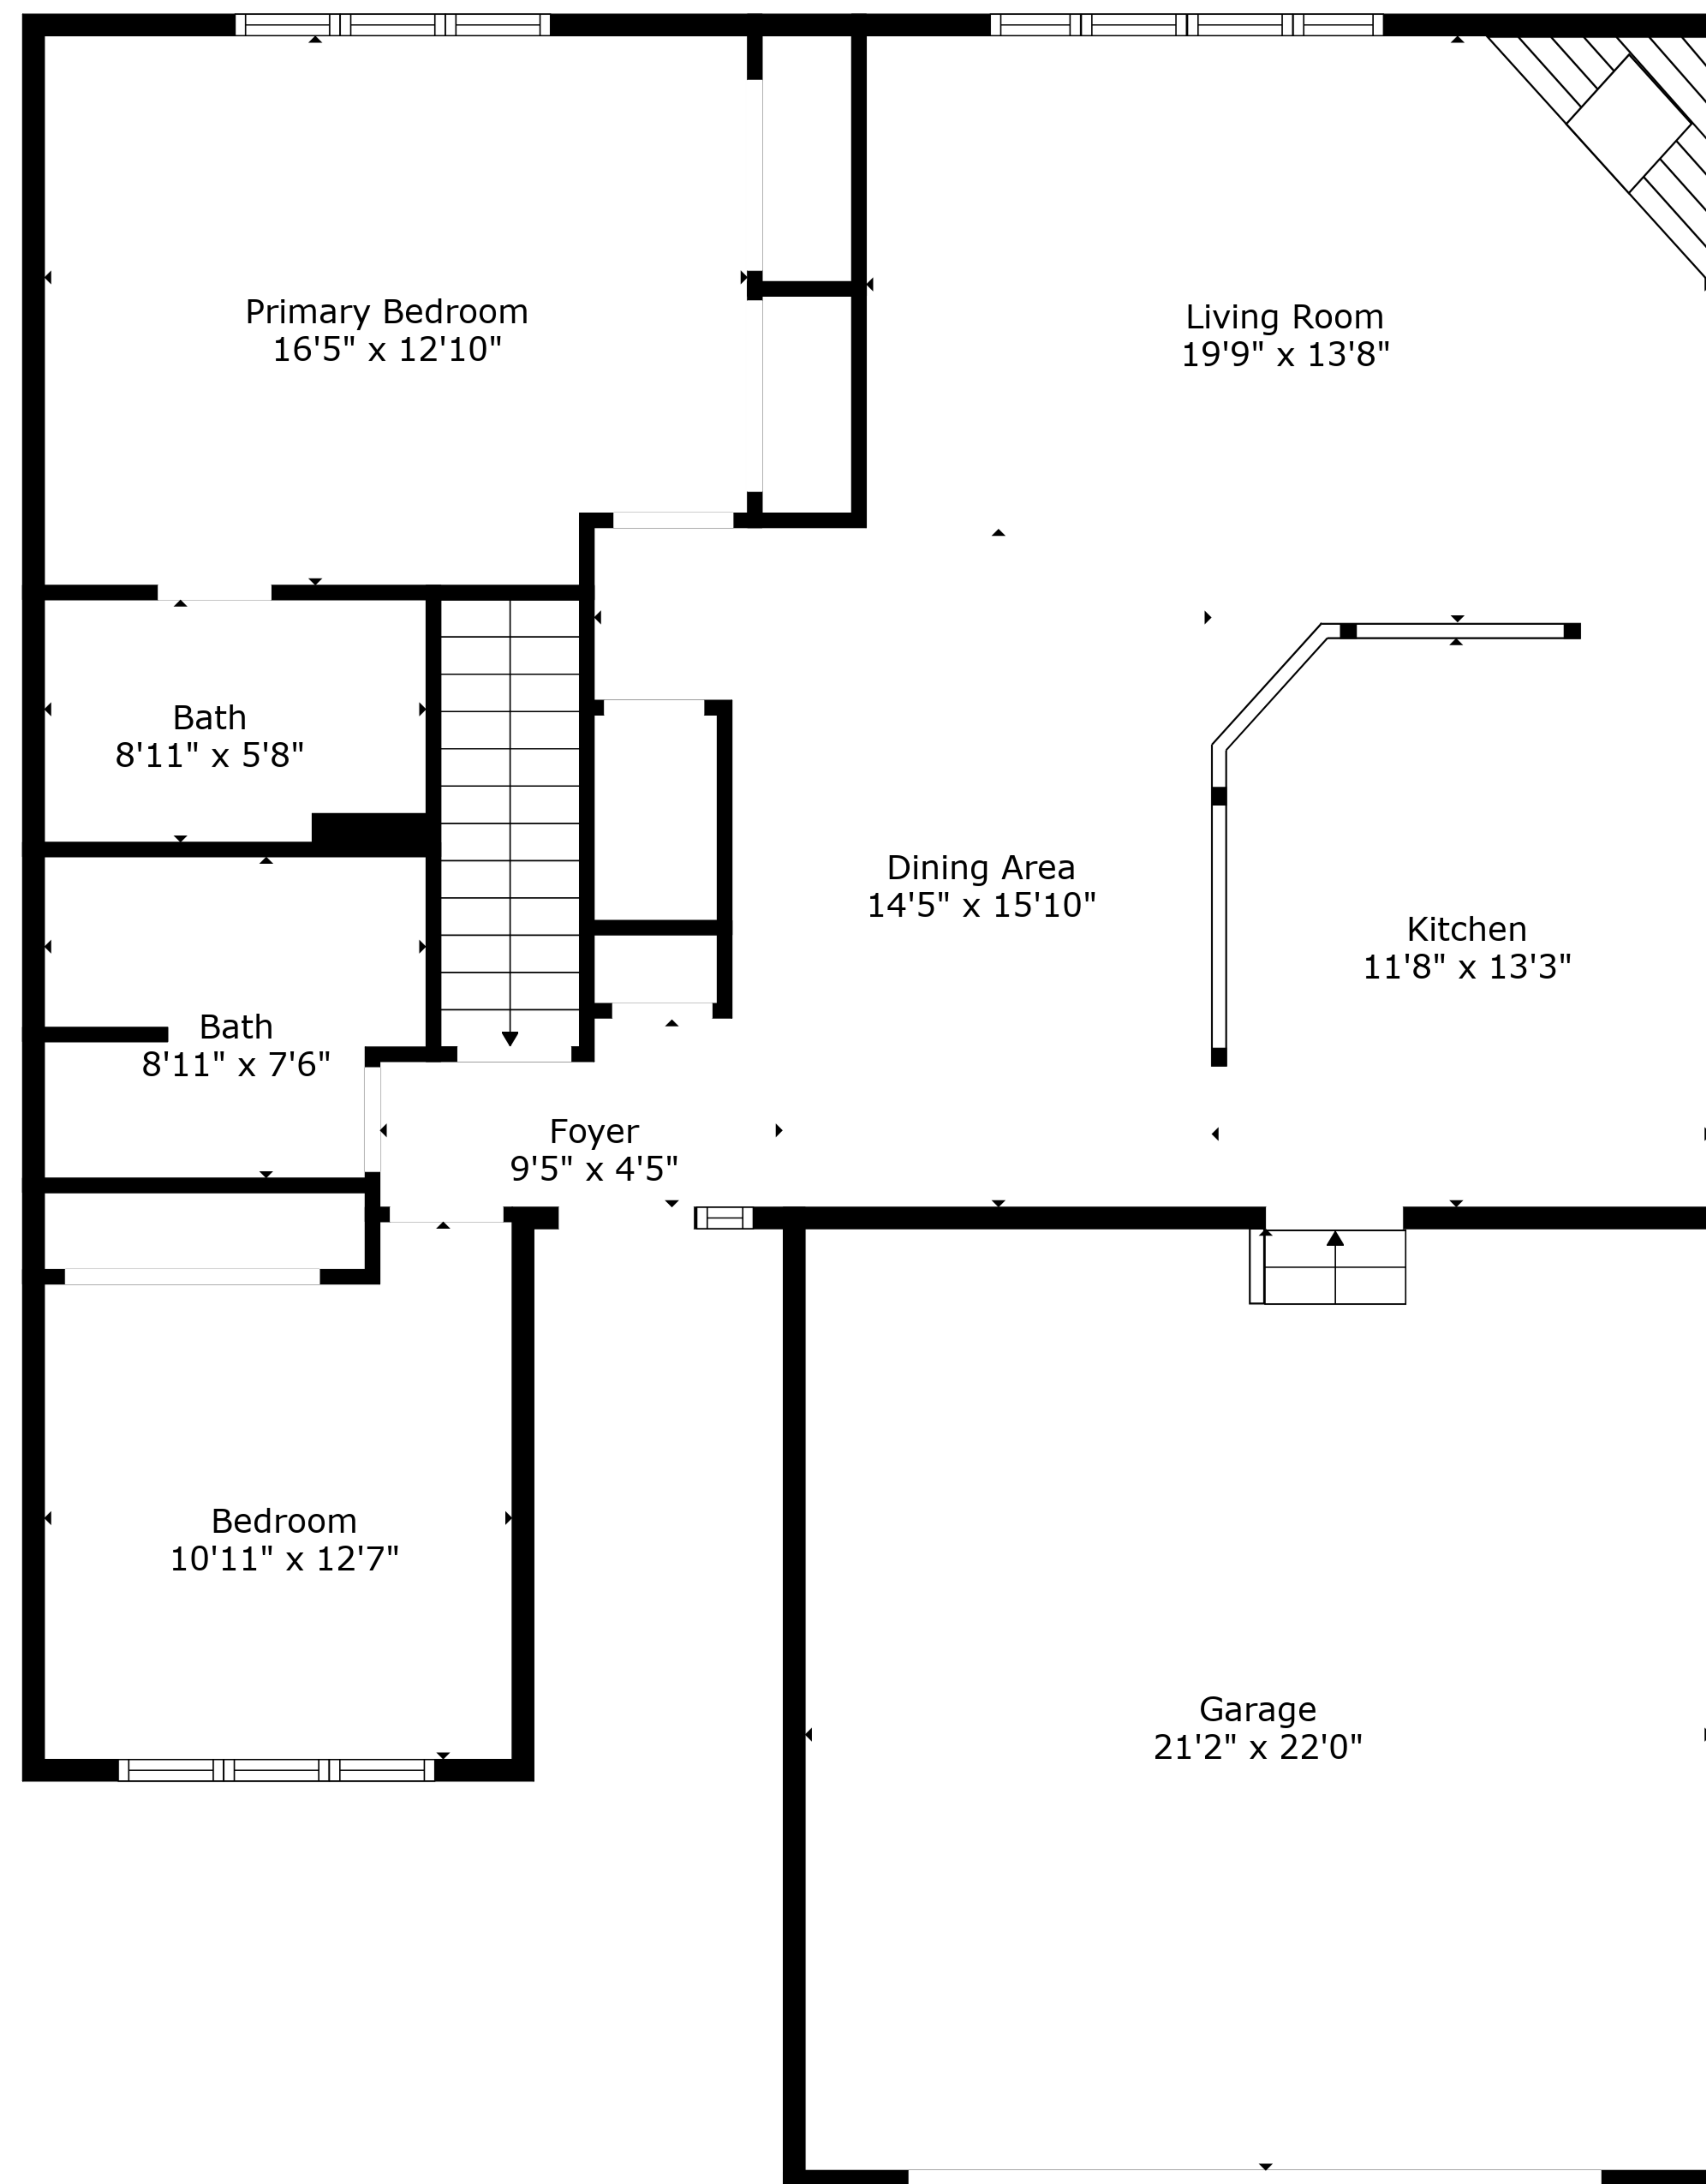 Primary Bedroom
16'5" x 12'10"
Living Room
19'9" x 13'8"
Bath
8'11" x 5'8"
Dining Area
14'5" x 15'10"
Kitchen
11'8" x 13'3"
Bath
8'11" x 7'6"
Foyer
9'5" x 4'5"
Bedroom
10'11" x 12'7"
Garage
21'2" x 22'0"